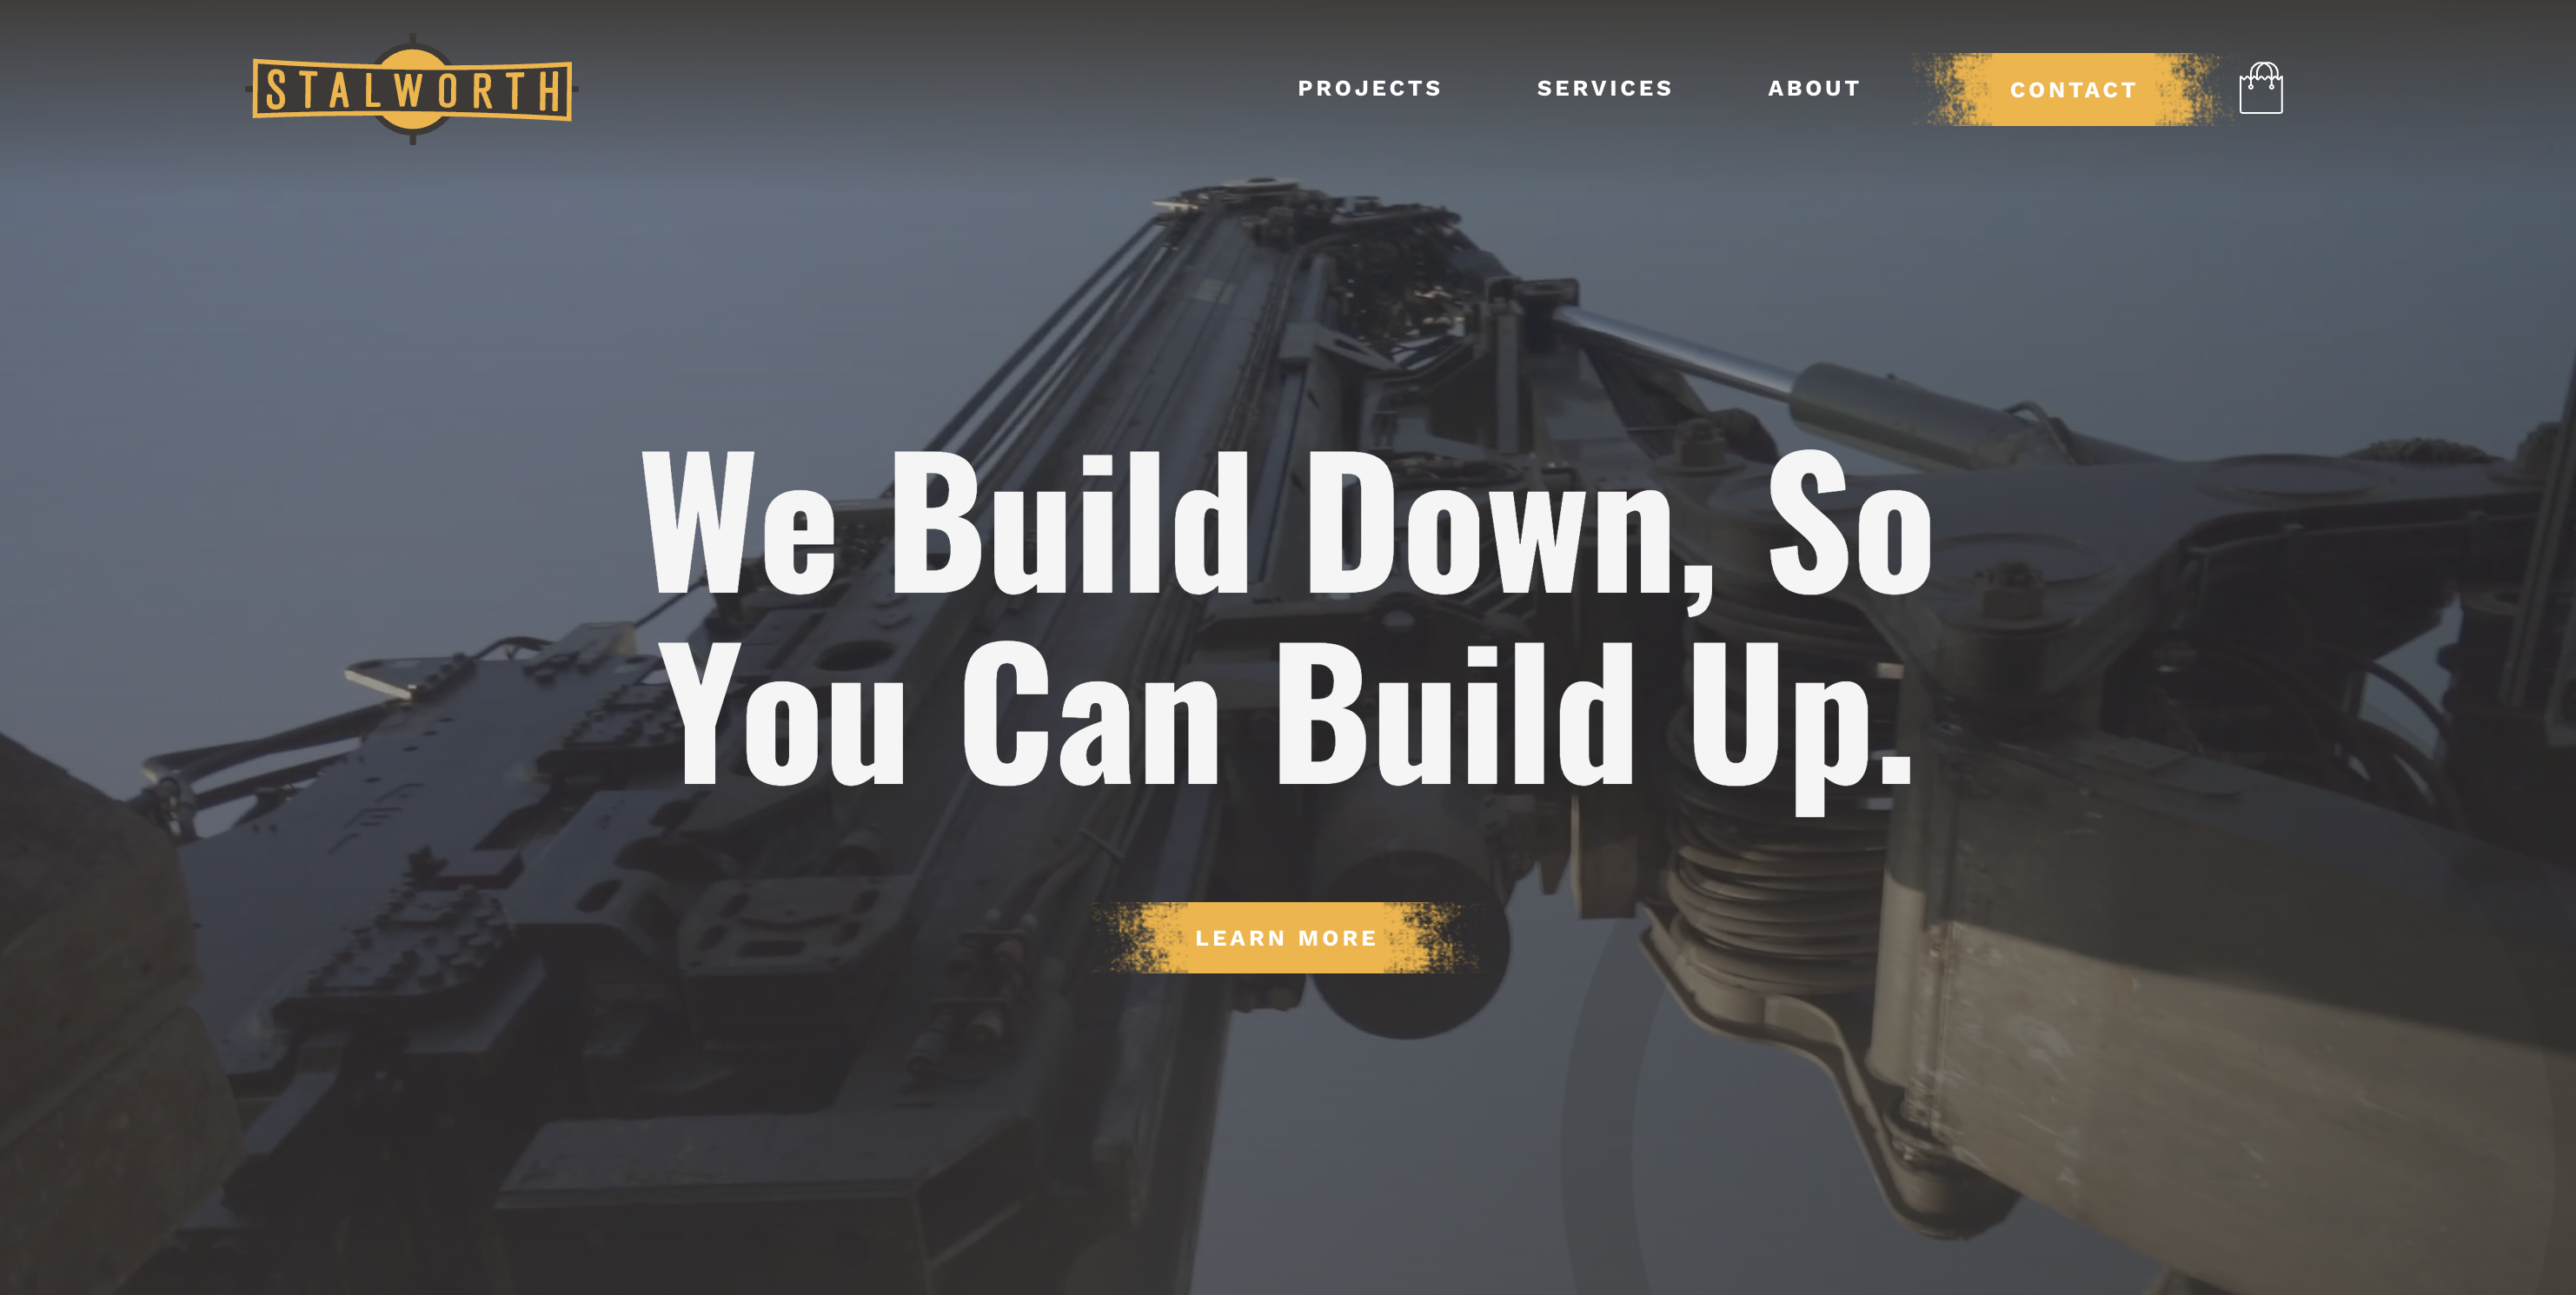 STALWORTH
PROJECTS
SERVICES
ABOUT
CONTACT
We Build Down, So
You Can Build Up.
LEARN MORE